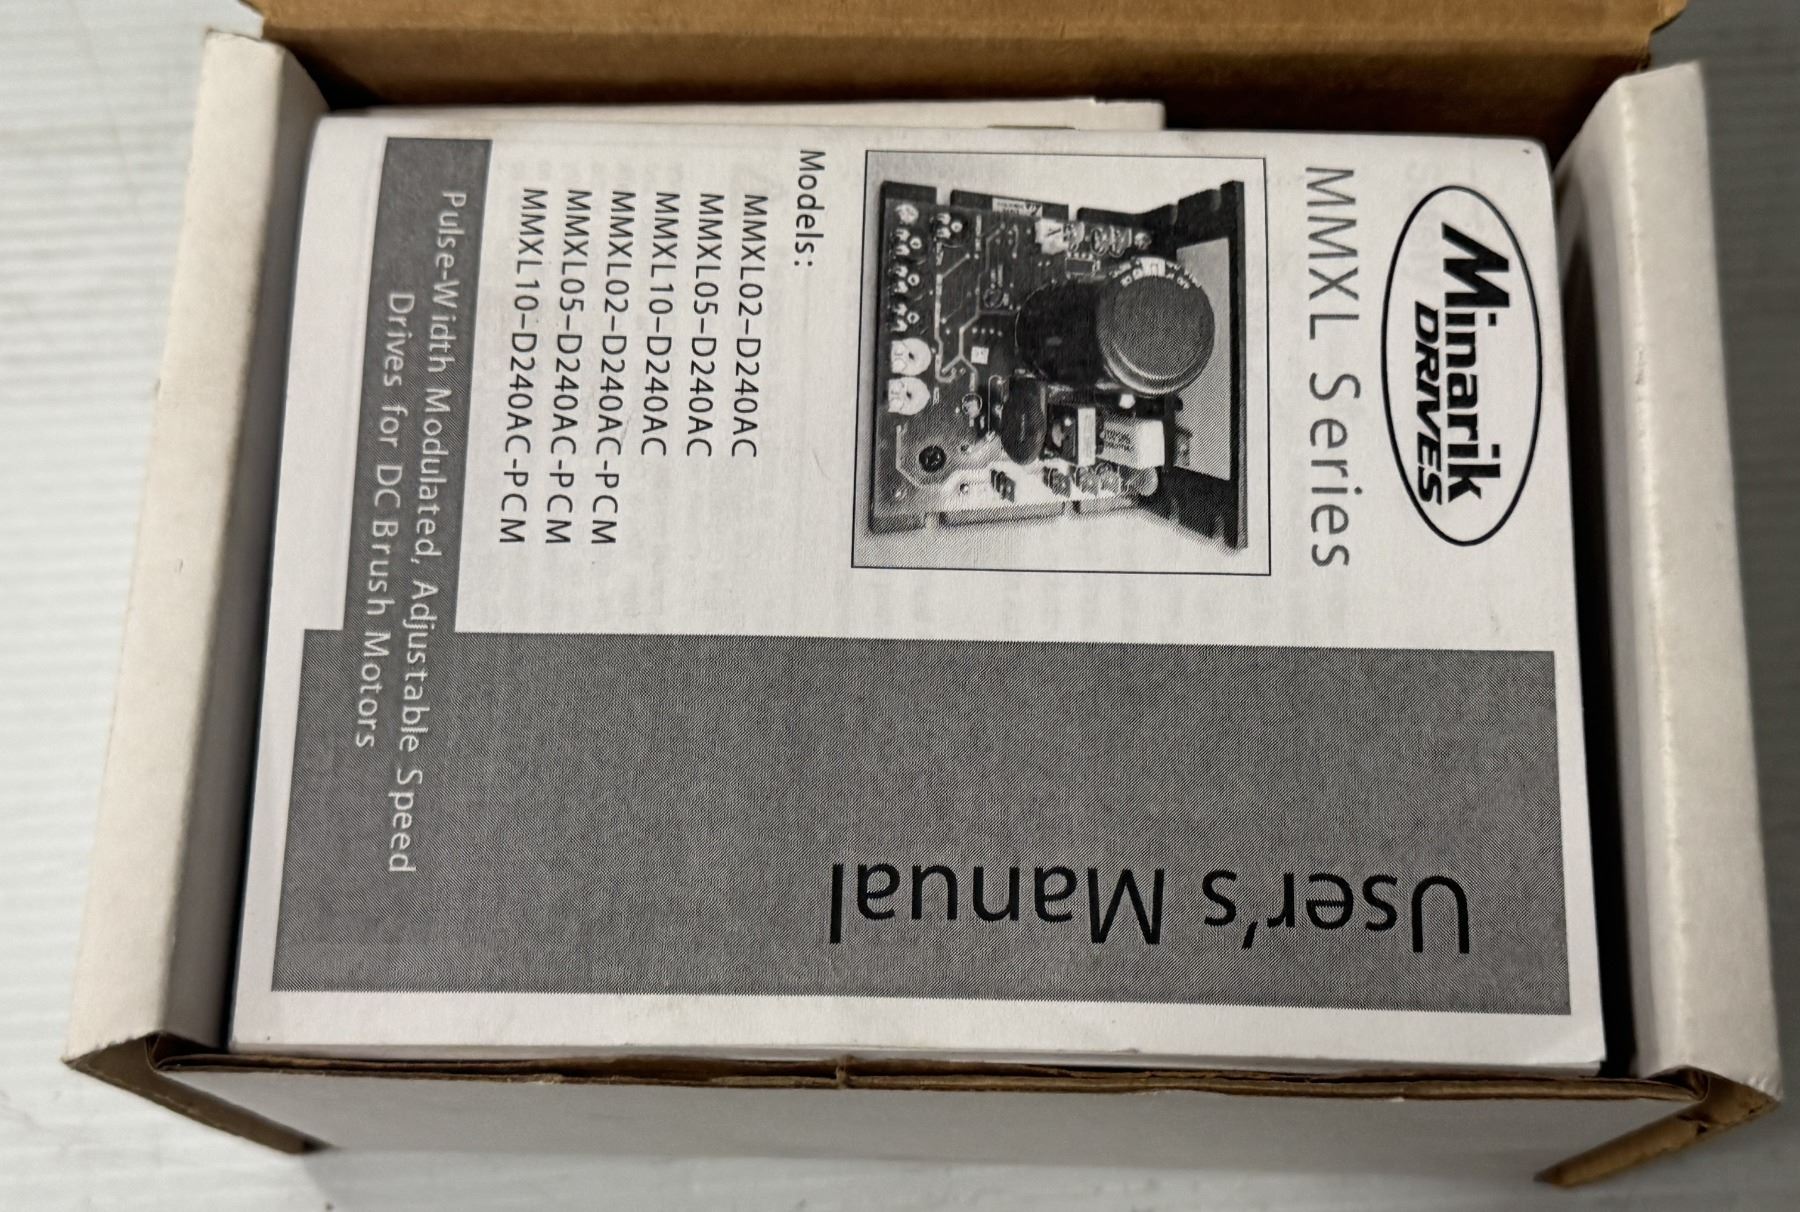 Minarik
DRIVES
MMXL Series
Models:
MMXL02-D240AC
MMXL05-D240AC
MMXL10-D240AC
MMXL02-D240AC-PCM
MMXL05-D240AC-PCM
MMXL10-D240AC-PCM
Pulse-Width Modulated, Adjustable Speed
Drives for DC Brush Motors
User's Manual